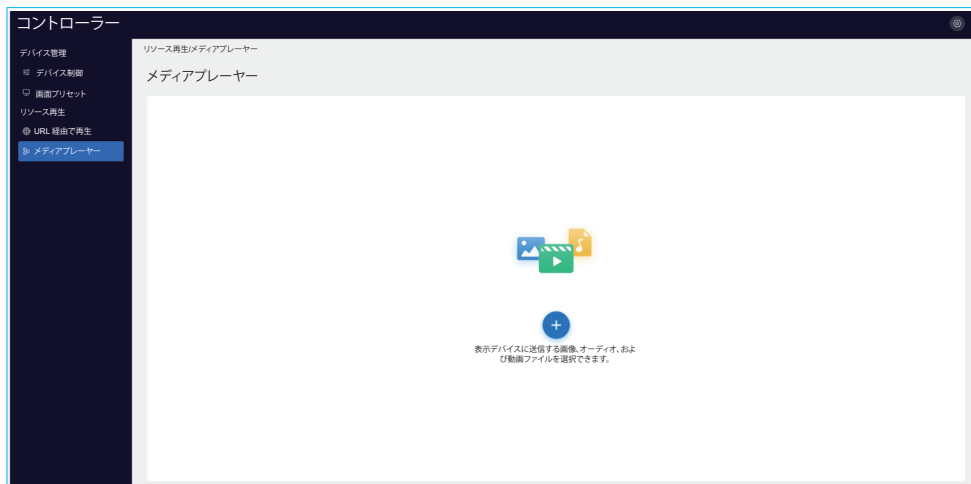 コントローラー
デバイス管理
デバイス制御
画面プリセット
リソース再生
URL 経由で再生
メディアプレーヤー
リソース再生/メディアプレーヤー
メディアプレーヤー
表示デバイスに送信する画像、オーディオ、およ
び動画ファイルを選択できます。